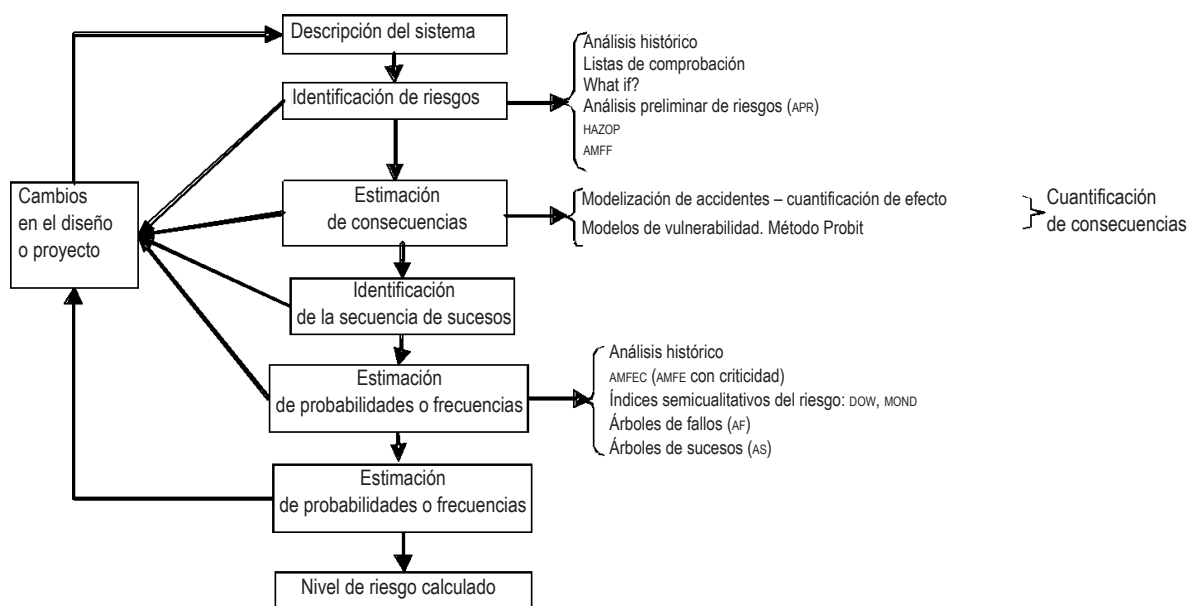 Descripción del sistema
Identificación de riesgos
Análisis histórico
Listas de comprobación
What if?
Análisis preliminar de riesgos (APR)
HAZOP
AMFF
Cambios
en el diseño
o proyecto
Estimación
de consecuencias
Modelización de accidentes – cuantificación de efecto
Modelos de vulnerabilidad. Método Probit
Cuantificación
de consecuencias
Identificación
de la secuencia de sucesos
Estimación
de probabilidades o frecuencias
Análisis histórico
AMFEC (AMFE con criticidad)
Índices semicualitativos del riesgo: DOW, MOND
Árboles de fallos (AF)
Árboles de sucesos (AS)
Estimación
de probabilidades o frecuencias
Nivel de riesgo calculado